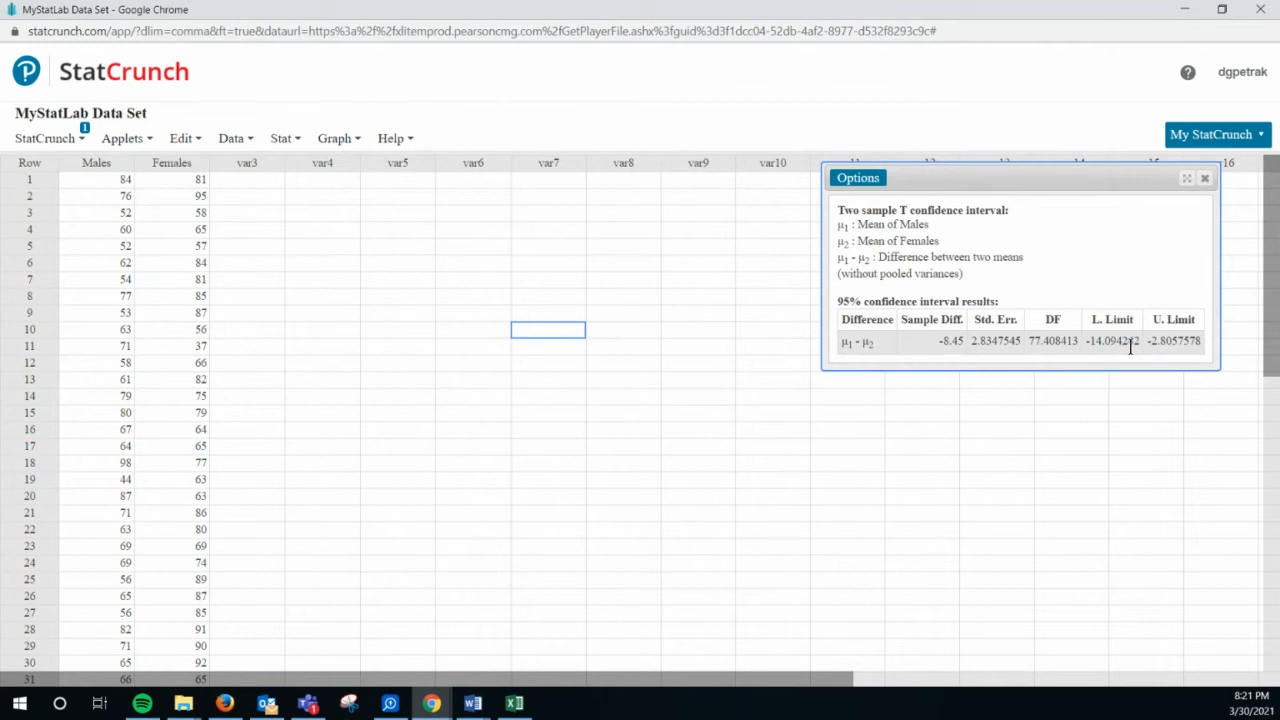 MyStatLab Data Set - Google Chrome
statcrunch.com/app/?dlim=comma&ft=true&dataurl=https%3a%2f%2fxlitemprod.pearsoncmg.com%2fGetPlayerFile.ashx%3fguid%3d3f1dcc04-52db-4af2-8977-d532f8293c9c#
P StatCrunch ? dgpetrak
MyStatLab Data Set
StatCrunch 1 Applets Edit Data Stat Graph Help My StatCrunch
Row Males Females var3 var4 var5 var6 var7 var8 var9 var10 11 12 13 14 15 16
1 84 81
2 76 95
3 52 58
4 60 65
5 52 57
6 62 84
7 54 81
8 77 85
9 53 87
10 63 56
11 71 37
12 58 66
13 61 82
14 79 75
15 80 79
16 67 64
17 64 65
18 98 77
19 44 63
20 87 63
21 71 86
22 63 80
23 69 69
24 69 74
25 56 89
26 65 87
27 56 85
28 82 91
29 71 90
30 65 92
31 66 65
Options
Two sample T confidence interval:
μ1 : Mean of Males
μ2 : Mean of Females
μ1 - μ2 : Difference between two means
(without pooled variances)
95% confidence interval results:
Difference Sample Diff. Std. Err. DF L. Limit U. Limit
μ1 - μ2 -8.45 2.8347545 77.408413 -2.8057578
8:21 PM
3/30/2021